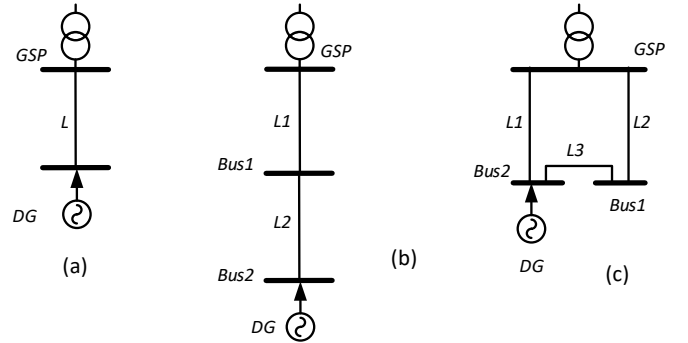 GSP
L
DG
(a)
GSP
L1
Bus1
L2
Bus2
DG
(b)
GSP
L1
L2
L3
Bus2
Bus1
DG
(c)